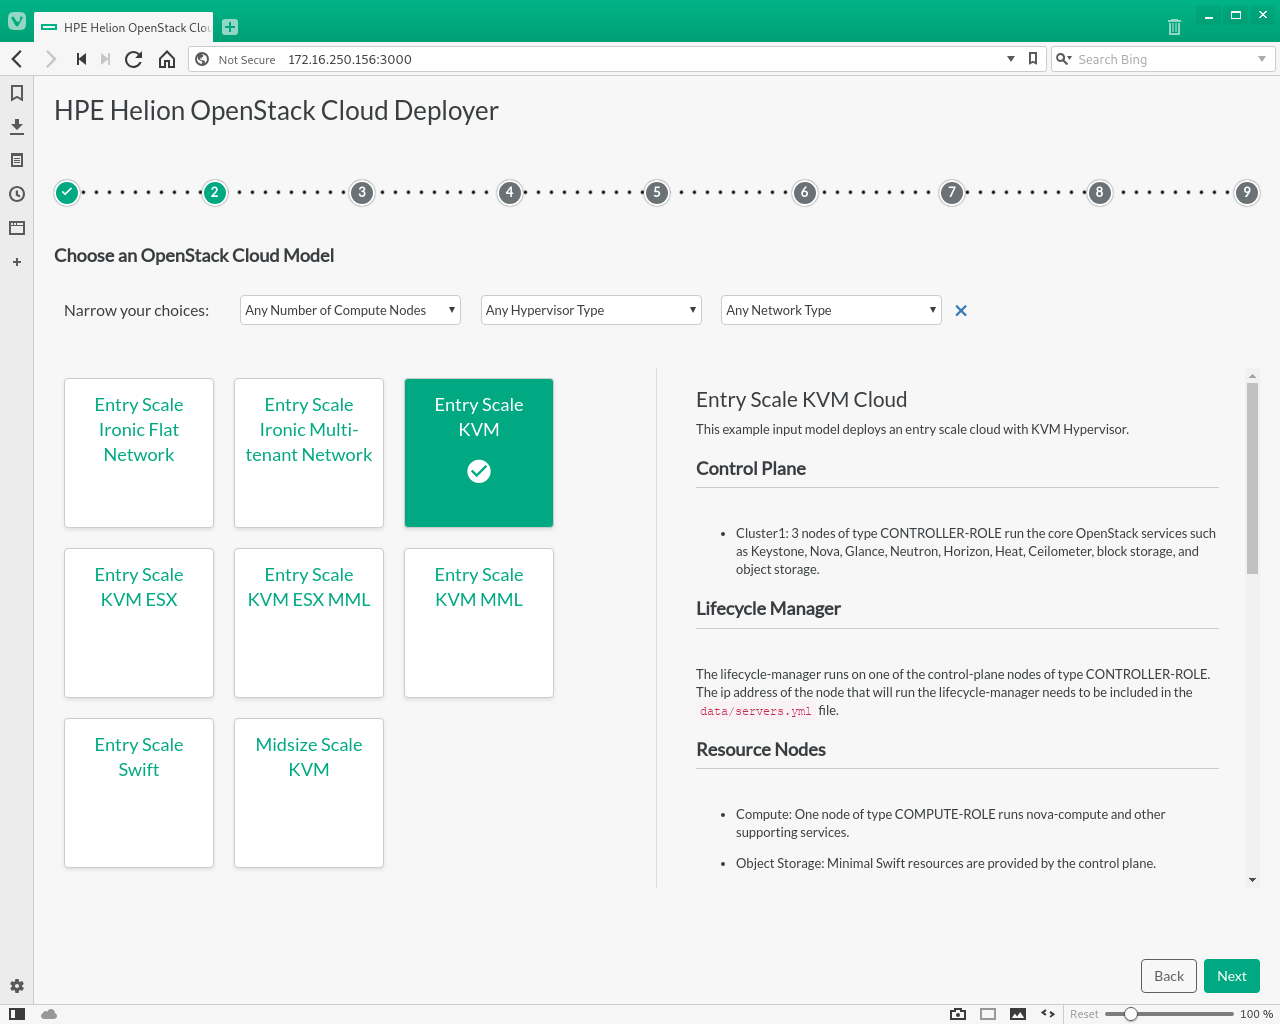 HPE Helion OpenStack Clou
Not Secure 172.16.250.156:3000
Search Bing
HPE Helion OpenStack Cloud Deployer
2 3 4 5 6 7 8 9
Choose an OpenStack Cloud Model
Narrow your choices: Any Number of Compute Nodes Any Hypervisor Type Any Network Type
Entry Scale
Ironic Flat
Network
Entry Scale
Ironic Multi-
tenant Network
Entry Scale
KVM
Entry Scale
KVM ESX
Entry Scale
KVM ESX MML
Entry Scale
KVM MML
Entry Scale
Swift
Midsize Scale
KVM
Entry Scale KVM Cloud
This example input model deploys an entry scale cloud with KVM Hypervisor.
Control Plane
• Cluster1: 3 nodes of type CONTROLLER-ROLE run the core OpenStack services such
as Keystone, Nova, Glance, Neutron, Horizon, Heat, Ceilometer, block storage, and
object storage.
Lifecycle Manager
The lifecycle-manager runs on one of the control-plane nodes of type CONTROLLER-ROLE.
The ip address of the node that will run the lifecycle-manager needs to be included in the
data/servers.yml file.
Resource Nodes
• Compute: One node of type COMPUTE-ROLE runs nova-compute and other
supporting services.
• Object Storage: Minimal Swift resources are provided by the control plane.
Back Next
Reset 100 %